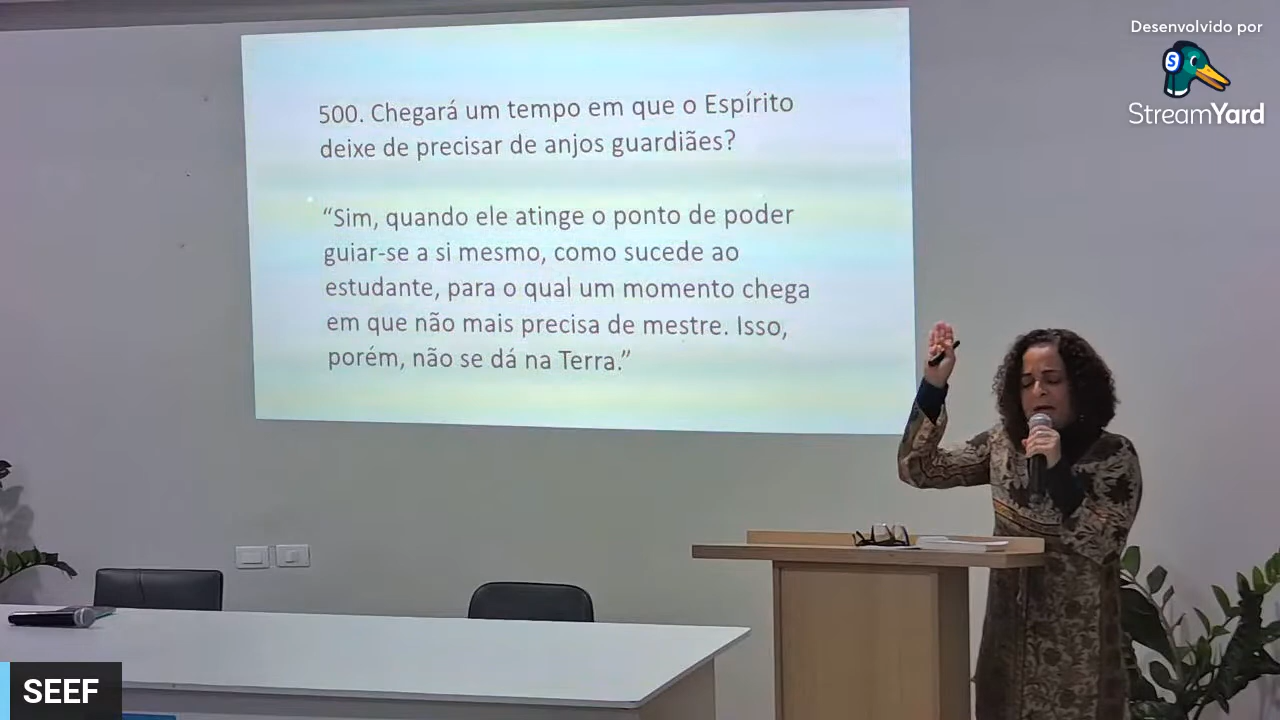 Desenvolvido por
StreamYard
500. Chegará um tempo em que o Espírito
deixe de precisar de anjos guardiães?
“Sim, quando ele atinge o ponto de poder
guiar-se a si mesmo, como sucede ao
estudante, para o qual um momento chega
em que não mais precisa de mestre. Isso,
porém, não se dá na Terra.”
SEEF